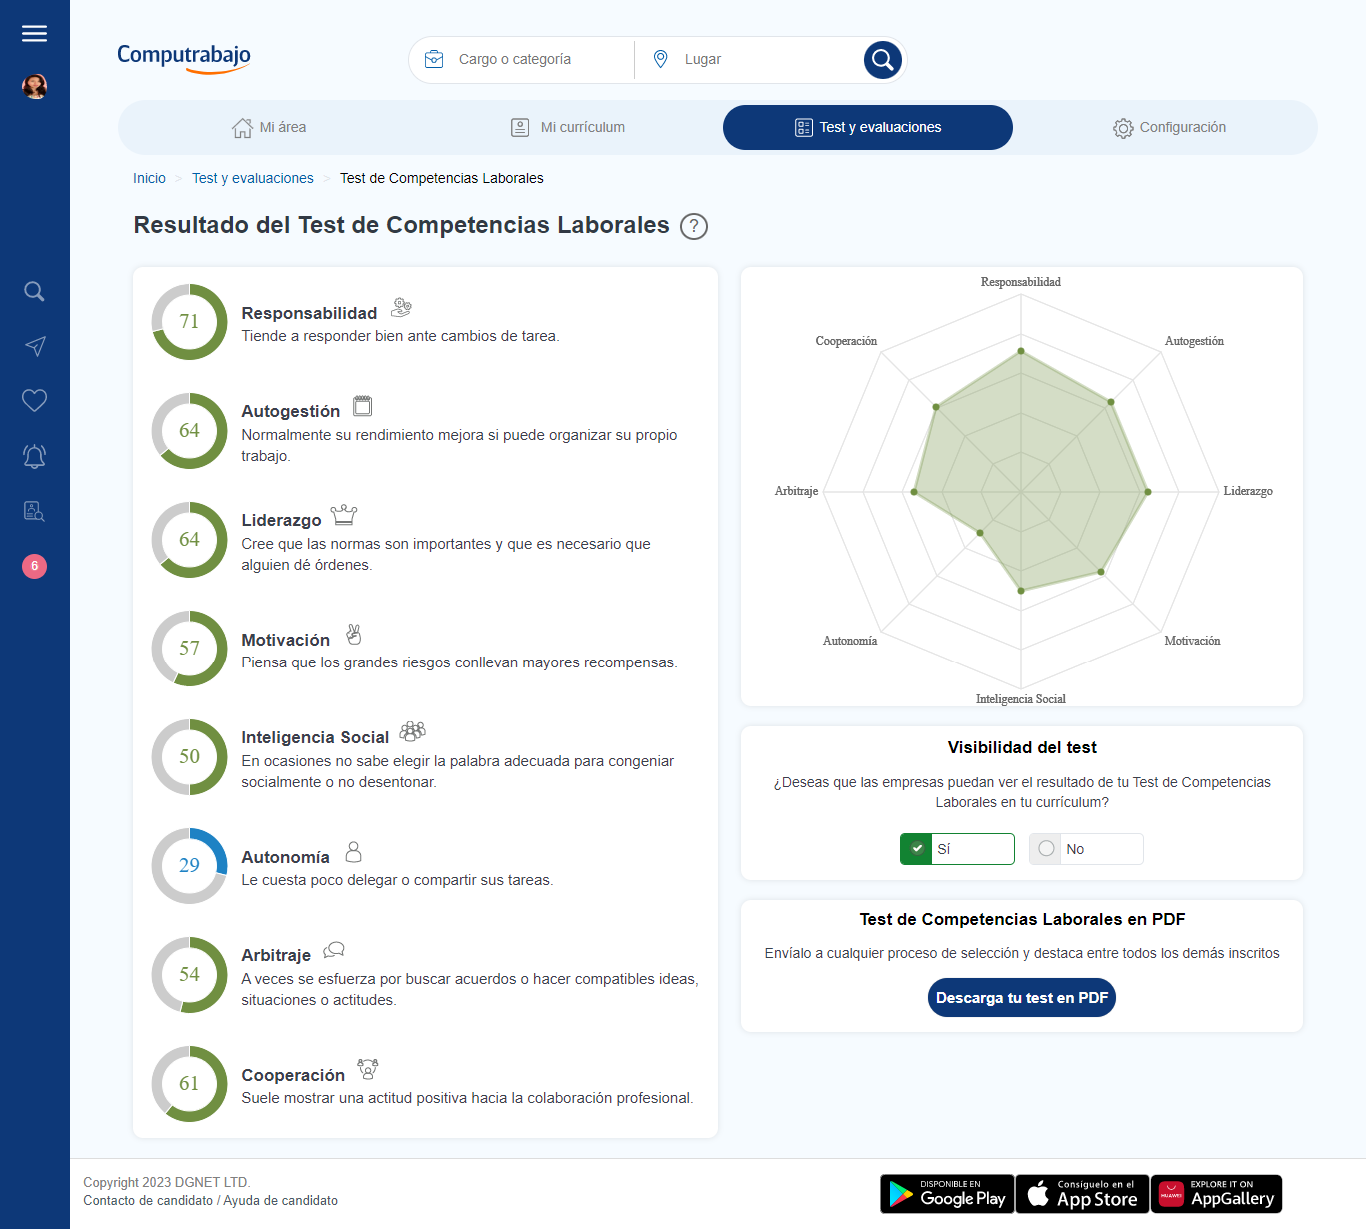 Computrabajo
Cargo o categoría
Lugar
Mi área
Mi currículum
Test y evaluaciones
Configuración
Inicio > Test y evaluaciones > Test de Competencias Laborales
Resultado del Test de Competencias Laborales ?
71
Responsabilidad
Tiende a responder bien ante cambios de tarea.
64
Autogestión
Normalmente su rendimiento mejora si puede organizar su propio
trabajo.
64
Liderazgo
Cree que las normas son importantes y que es necesario que
alguien dé órdenes.
6
57
Motivación
Piensa que los grandes riesgos conllevan mayores recompensas.
50
Inteligencia Social
En ocasiones no sabe elegir la palabra adecuada para congeniar
socialmente o no desentonar.
29
Autonomía
Le cuesta poco delegar o compartir sus tareas.
54
Arbitraje
A veces se esfuerza por buscar acuerdos o hacer compatibles ideas,
situaciones o actitudes.
61
Cooperación
Suele mostrar una actitud positiva hacia la colaboración profesional.
Responsabilidad
Cooperación
Autogestión
Arbitraje
Liderazgo
Autonomía
Motivación
Inteligencia Social
Visibilidad del test
¿Deseas que las empresas puedan ver el resultado de tu Test de Competencias
Laborales en tu currículum?
Sí
No
Test de Competencias Laborales en PDF
Envíalo a cualquier proceso de selección y destaca entre todos los demás inscritos
Descarga tu test en PDF
Copyright 2023 DGNET LTD.
Contacto de candidato / Ayuda de candidato
DISPONIBLE EN
Google Play
Consíguelo en el
App Store
HUAWEI
EXPLORE IT ON
AppGallery